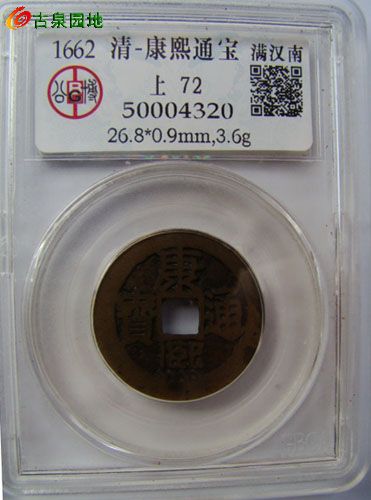 古泉园地
1662 清-康熙通宝 满汉南
上 72
50004320
26.8*0.9mm,3.6g
康熙通寳